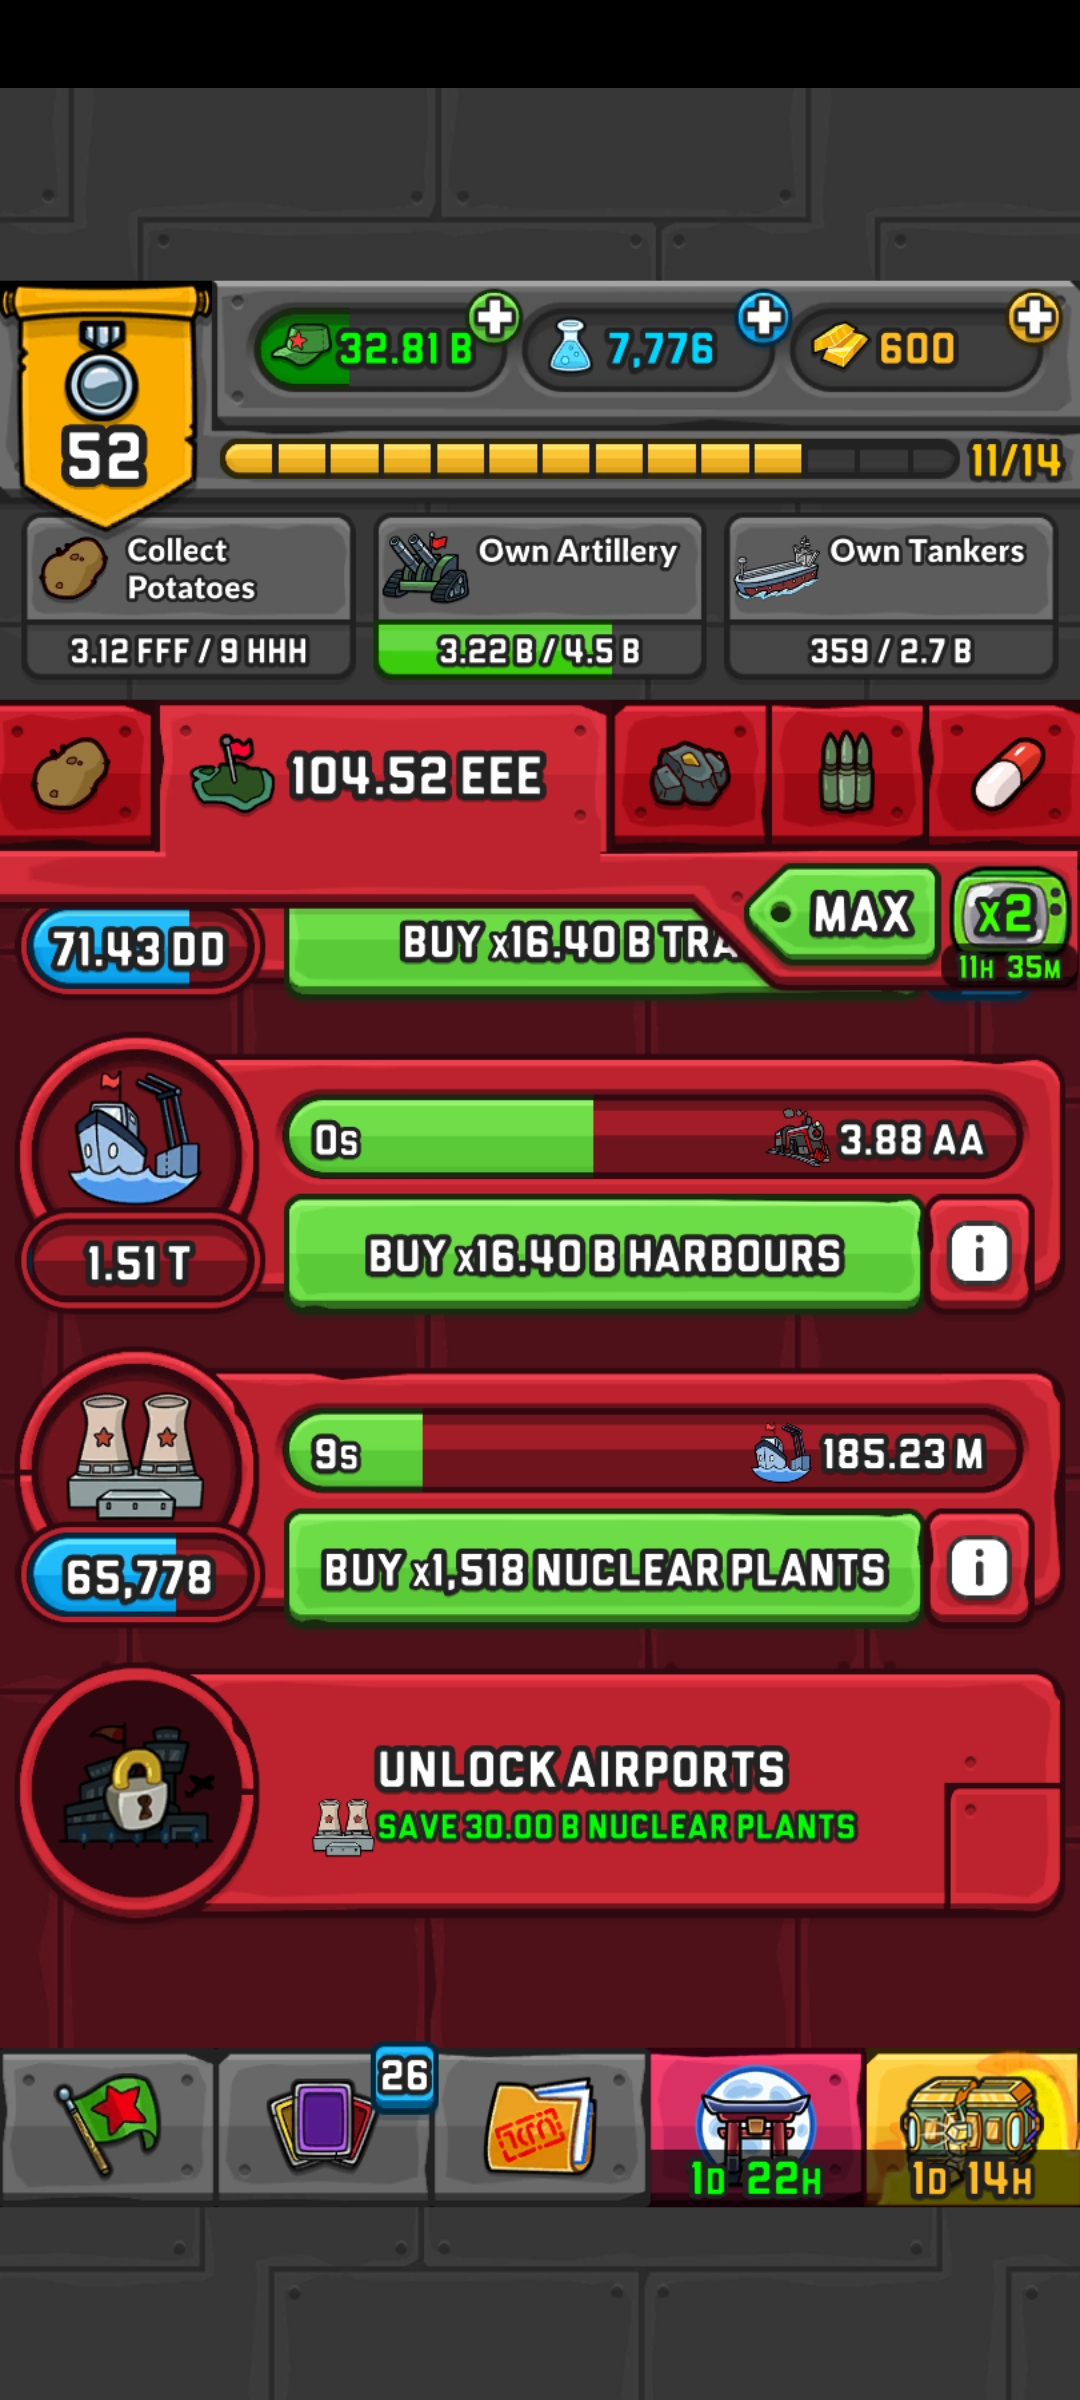 32.81 B
7,776
600
52
11/14
Collect
Potatoes
3.12 FFF / 9 HHH
Own Artillery
3.22 B / 4.5 B
Own Tankers
359 / 2.7 B
104.52 EEE
MAX
x2
11H 35M
71.43 DD
BUY x16.40 B TRA
0s
3.88 AA
1.51 T
BUY x16.40 B HARBOURS
i
9s
185.23 M
65,778
BUY x1,518 NUCLEAR PLANTS
i
UNLOCK AIRPORTS
SAVE 30.00 B NUCLEAR PLANTS
26
1D 22H
1D 14H